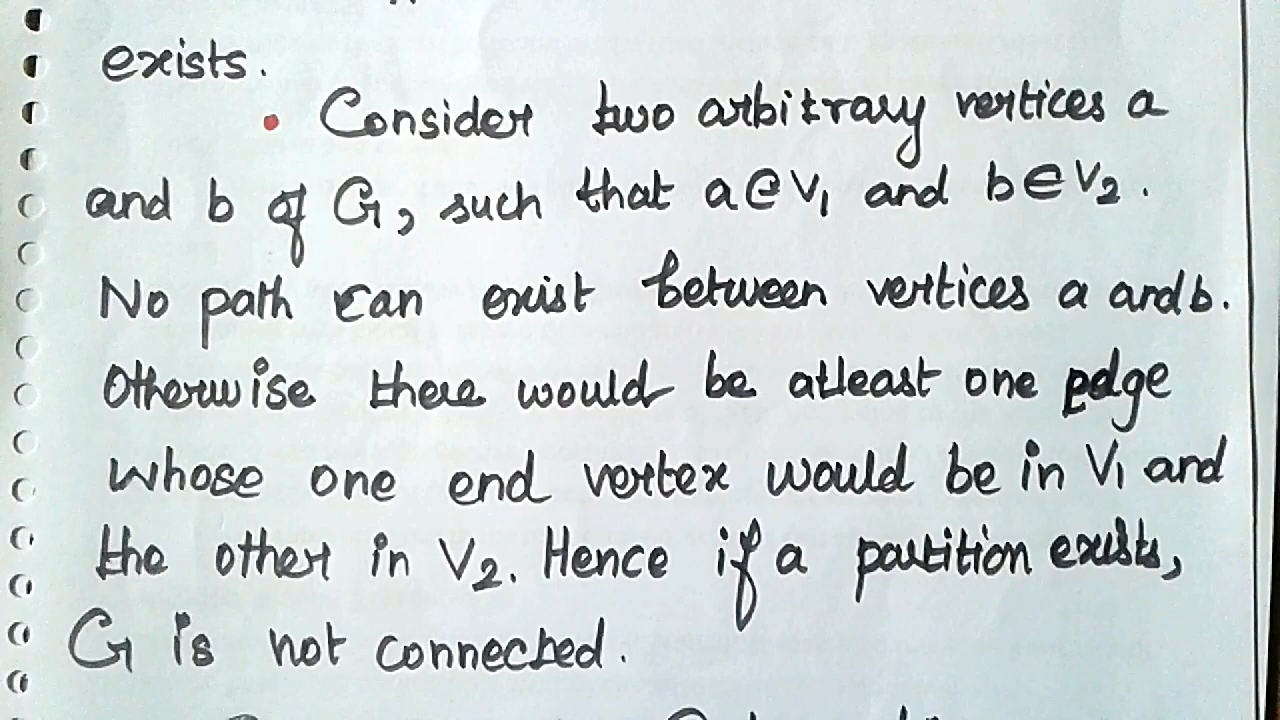 exists.
• Consider two arbitrary vertices a
and b of G, such that a∈V₁ and b∈V₂.
No path can exist between vertices a and b.
Otherwise there would be atleast one edge
whose one end vertex would be in V₁ and
the other in V₂. Hence if a partition exists,
G is not connected.